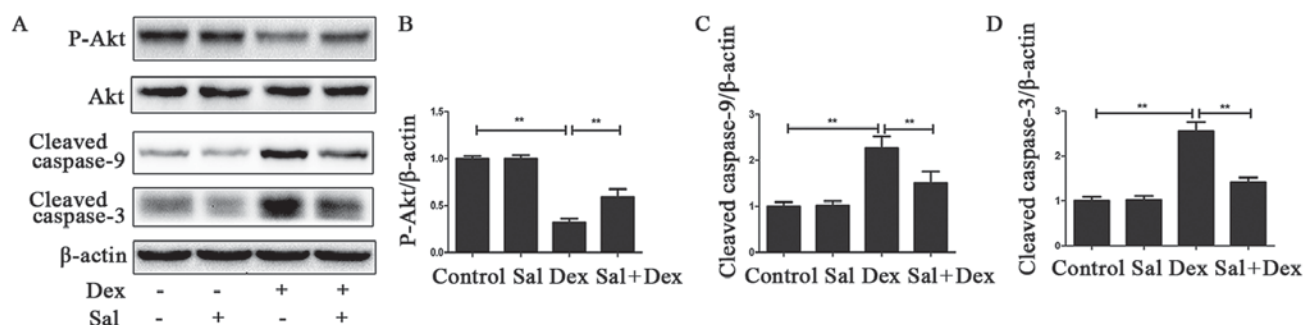 A
P-Akt
Akt
Cleaved
caspase-9
Cleaved
caspase-3
β-actin
Dex - - + +
Sal - + - +
B
P-Akt/β-actin
1.5
1.0
0.5
0.0
** **
Control Sal Dex Sal+Dex
C
Cleaved caspase-9/β-actin
3
2
1
0
** **
Control Sal Dex Sal+Dex
D
Cleaved caspase-3/β-actin
3
2
1
0
** **
Control Sal Dex Sal+Dex